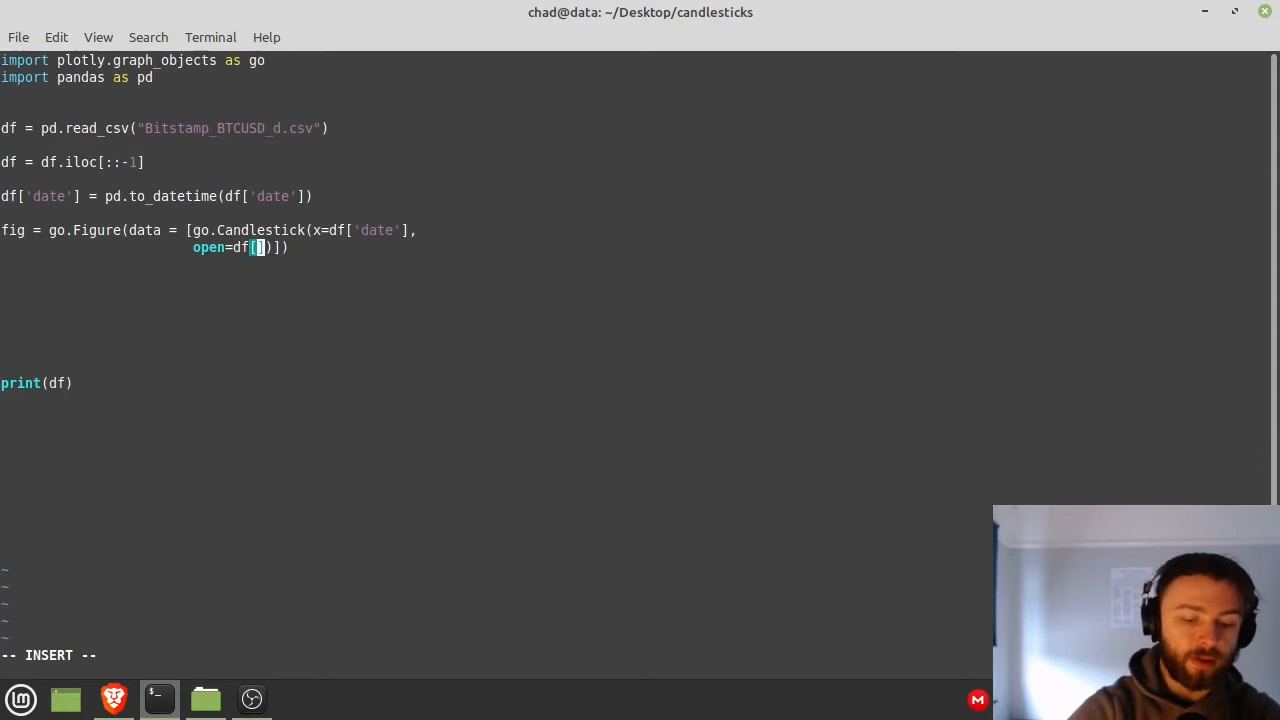 chad@data: ~/Desktop/candlesticks
File Edit View Search Terminal Help
import plotly.graph_objects as go
import pandas as pd
df = pd.read_csv("Bitstamp_BTCUSD_d.csv")
df = df.iloc[::-1]
df['date'] = pd.to_datetime(df['date'])
fig = go.Figure(data = [go.Candlestick(x=df['date'],
open=df[])])
print(df)
~
~
~
~
~
-- INSERT --
lm
$_
M